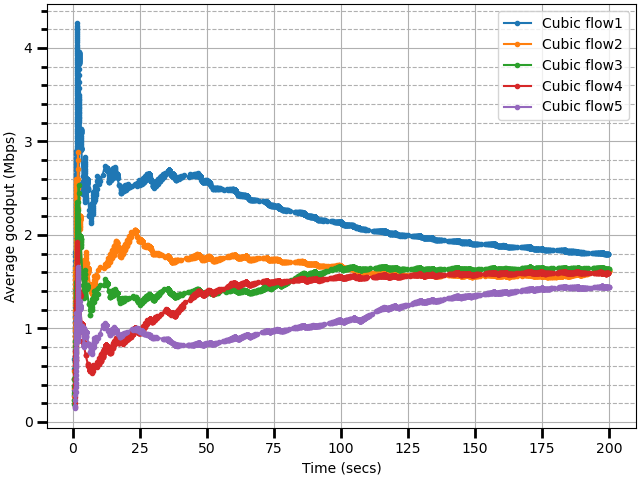 Cubic flow1
Cubic flow2
Cubic flow3
Cubic flow4
Cubic flow5
Average goodput (Mbps)
4
3
2
1
0
0 25 50 75 100 125 150 175 200
Time (secs)